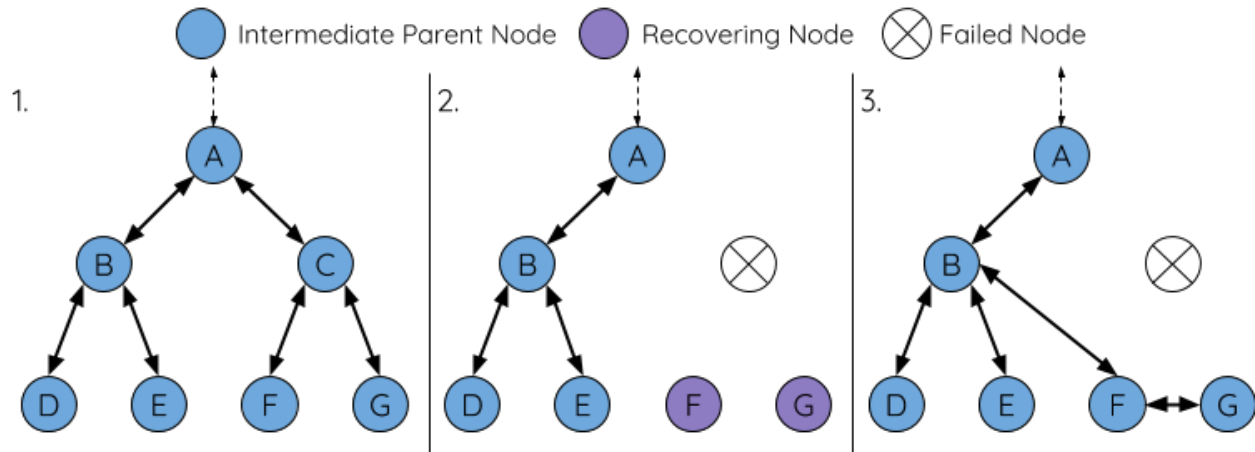 Intermediate Parent Node Recovering Node Failed Node
1.
A
B C
D E F G
2.
A
B
D E F G
3.
A
B
D E F G